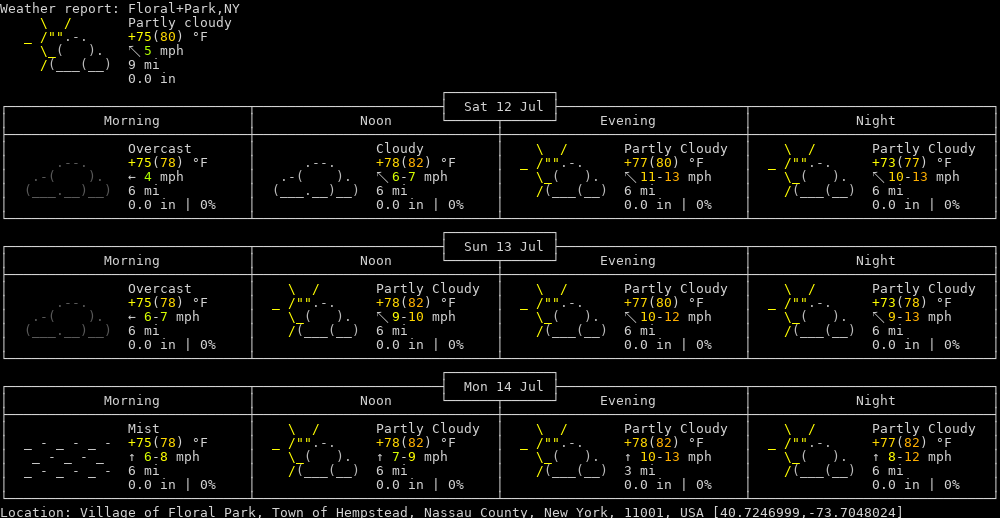 Weather report: Floral+Park,NY
Partly cloudy
+75(80) °F
↖ 5 mph
9 mi
0.0 in
Sat 12 Jul
Morning Noon Evening Night
Overcast Cloudy Partly Cloudy Partly Cloudy
+75(78) °F +78(82) °F +77(80) °F +73(77) °F
← 4 mph ↖ 6-7 mph ↖ 11-13 mph ↖ 10-13 mph
6 mi 6 mi 6 mi 6 mi
0.0 in | 0% 0.0 in | 0% 0.0 in | 0% 0.0 in | 0%
Sun 13 Jul
Morning Noon Evening Night
Overcast Partly Cloudy Partly Cloudy Partly Cloudy
+75(78) °F +78(82) °F +77(80) °F +73(78) °F
← 6-7 mph ↖ 9-10 mph ↖ 10-12 mph ↖ 9-13 mph
6 mi 6 mi 6 mi 6 mi
0.0 in | 0% 0.0 in | 0% 0.0 in | 0% 0.0 in | 0%
Mon 14 Jul
Morning Noon Evening Night
Mist Partly Cloudy Partly Cloudy Partly Cloudy
+75(78) °F +78(82) °F +78(82) °F +77(82) °F
↑ 6-8 mph ↑ 7-9 mph ↑ 10-13 mph ↑ 8-12 mph
6 mi 6 mi 3 mi 6 mi
0.0 in | 0% 0.0 in | 0% 0.0 in | 0% 0.0 in | 0%
Location: Village of Floral Park, Town of Hempstead, Nassau County, New York, 11001, USA [40.7246999,-73.7048024]